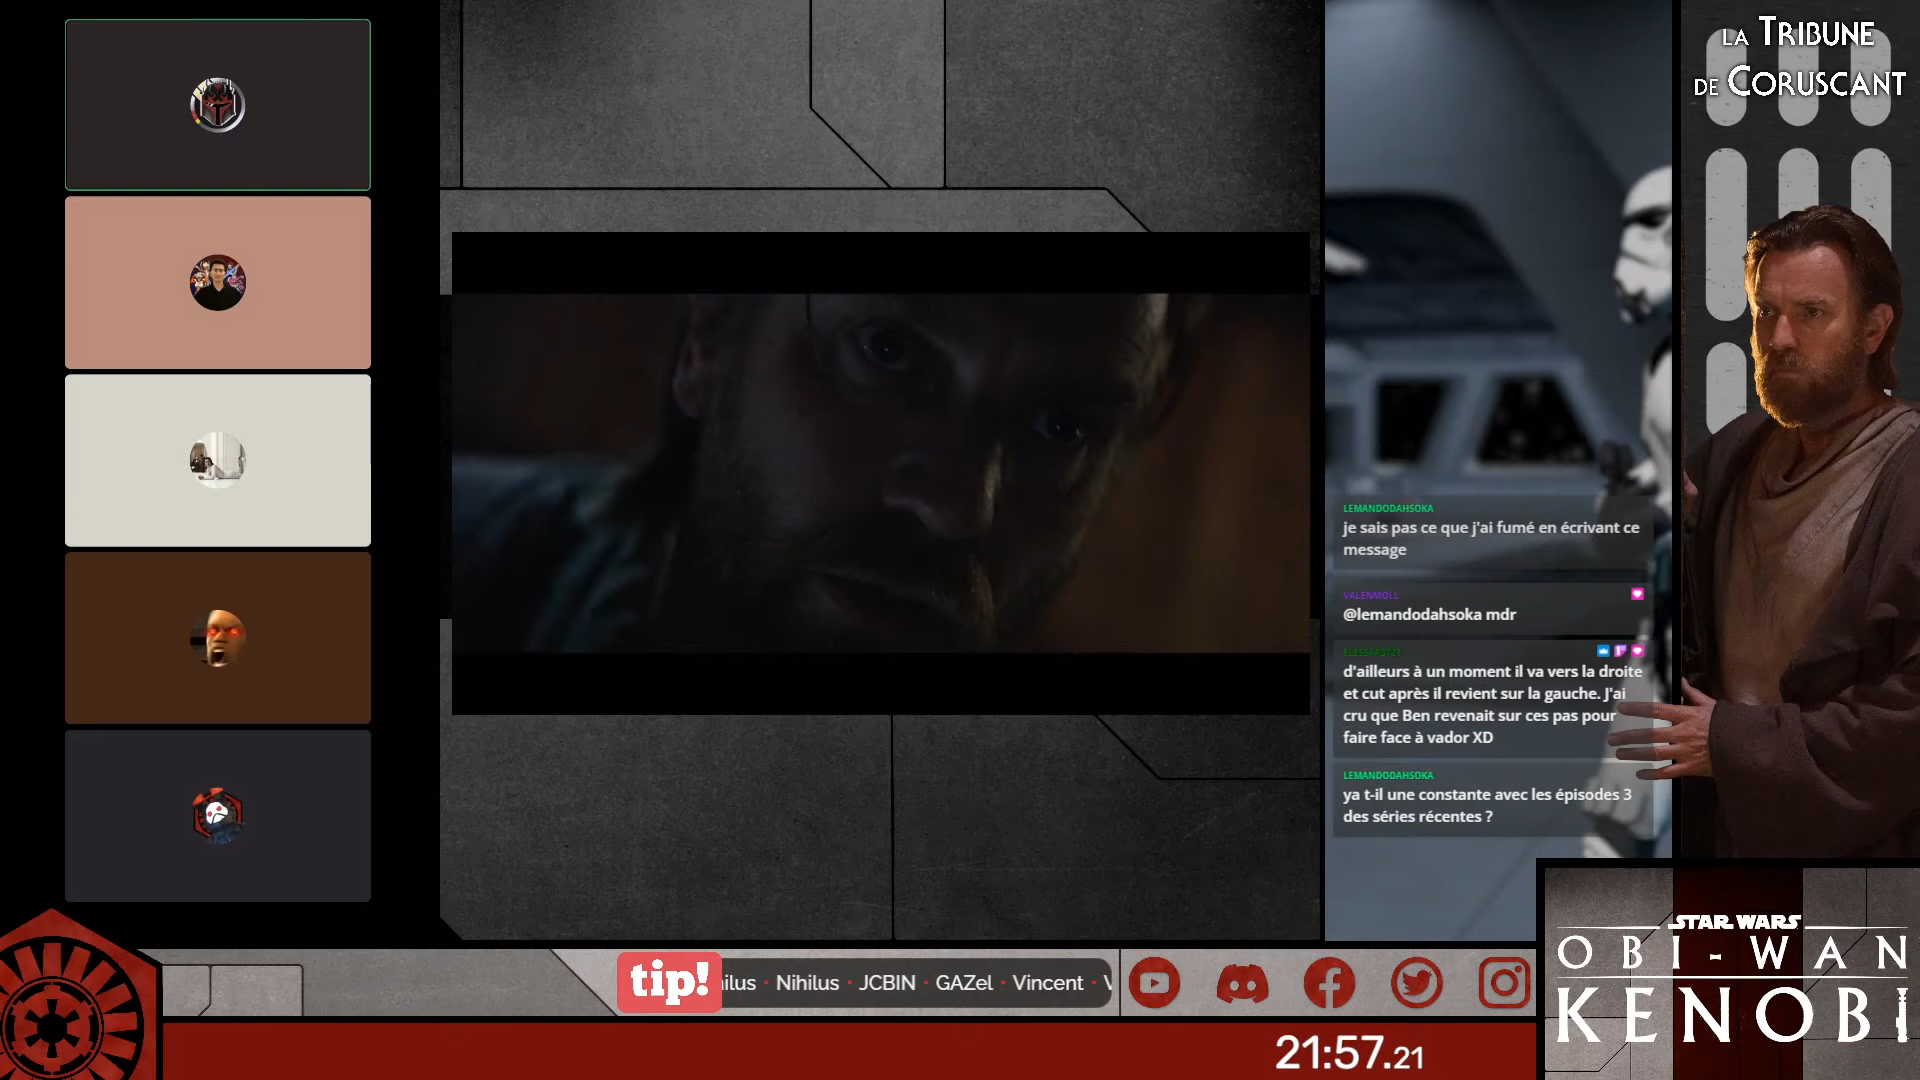 LA TRIBUNE
DE CORUSCANT
LEMANDODAHSOKA
je sais pas ce que j'ai fumé en écrivant ce
message
VALENMOLL
@lemandodahsoka mdr
d'ailleurs à un moment il va vers la droite
et cut après il revient sur la gauche. J'ai
cru que Ben revenait sur ces pas pour
faire face à vador XD
LEMANDODAHSOKA
ya t-il une constante avec les épisodes 3
des séries récentes ?
tip!
ilus • Nihilus • JCBIN • GAZel • Vincent • V
21:57.21
STAR WARS
OBI-WAN
KENOBI